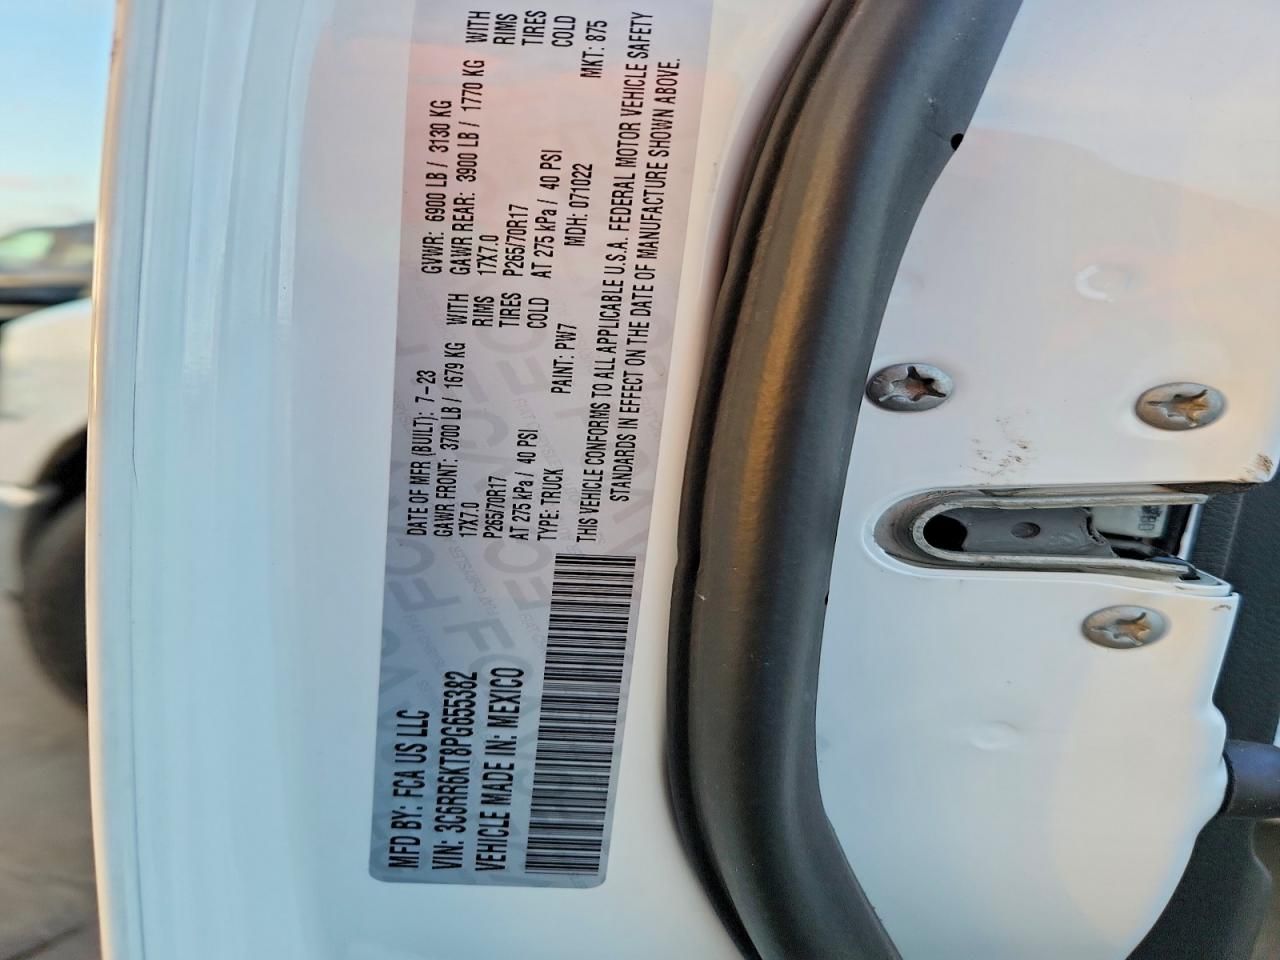 MFD BY: FCA US LLC
VIN: 3C6RR6KT8PG655382
VEHICLE MADE IN: MEXICO
DATE OF MFR (BUILT): 7-23 GVWR: 6900 LB / 3130 KG
GAWR FRONT: 3700 LB / 1679 KG WITH GAWR REAR: 3900 LB / 1770 KG WITH
17X7.0 RIMS 17X7.0 RIMS
P265/70R17 TIRES P265/70R17 TIRES
AT 275 kPa / 40 PSI COLD AT 275 kPa / 40 PSI COLD
TYPE: TRUCK PAINT: PW7 MDH: 071022 MKT: 875
THIS VEHICLE CONFORMS TO ALL APPLICABLE U.S.A. FEDERAL MOTOR VEHICLE SAFETY
STANDARDS IN EFFECT ON THE DATE OF MANUFACTURE SHOWN ABOVE.